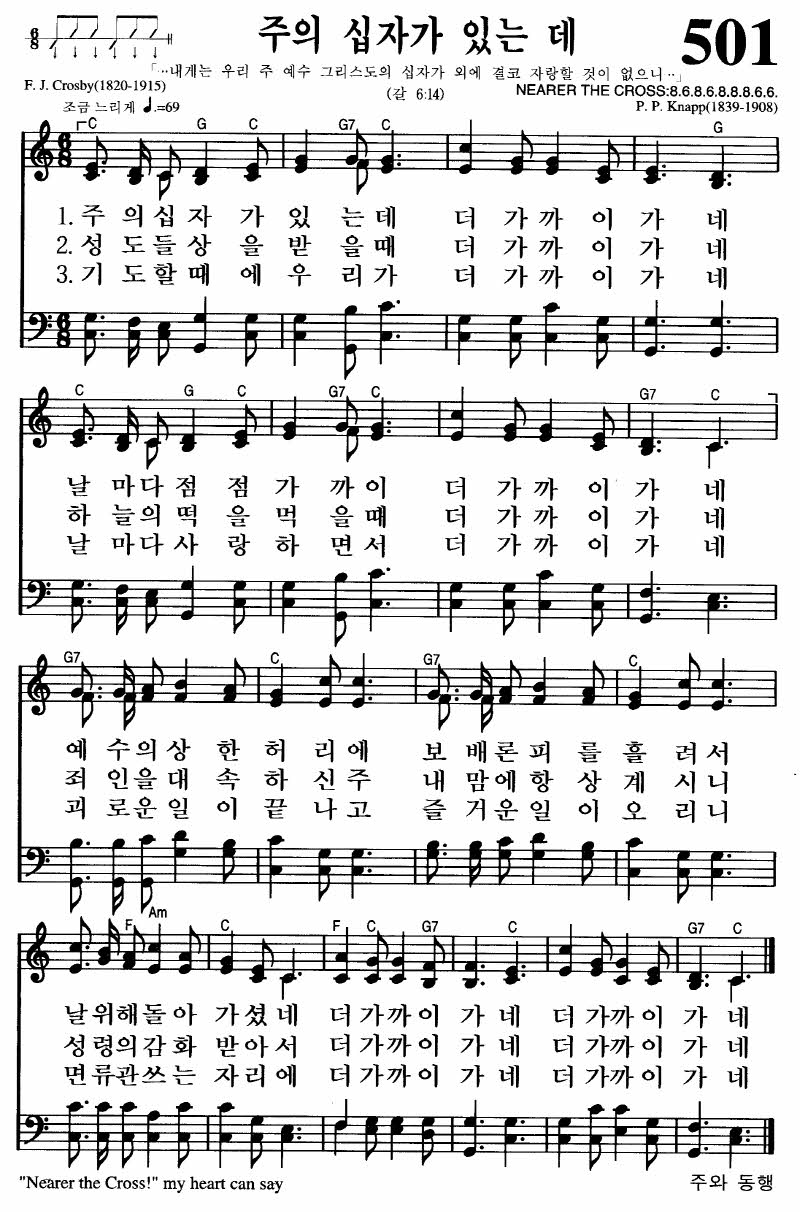 주의 십자가 있는 데
501
「··내게는 우리 주 예수 그리스도의 십자가 외에 결코 자랑할 것이 없으니··」
F. J. Crosby(1820-1915)
(갈 6:14)
NEARER THE CROSS:8.6.8.6.8.8.8.6.6.
조금 느리게 ♩.=69
P. P. Knapp(1839-1908)
C G C G7 C G
6/8
1. 주 의십 자 가 있 는데 더 가까 이 가 네
2. 성 도들 상 을 받 을때 더 가까 이 가 네
3. 기 도할 때 에 우 리가 더 가까 이 가 네
C G C G7 C G7 C
날 마다 점 점 가 까이 더 가까 이 가 네
하 늘의 떡 을 먹 을때 더 가까 이 가 네
날 마다 사 랑 하 면서 더 가까 이 가 네
G7 C G7 C
예 수의 상 한 허 리에 보 배론 피 를 흘 려서
죄 인을 대 속 하 신주 내 맘에 항 상 계 시니
괴 로운 일 이 끝 나고 즐 거운 일 이 오 리니
F Am C F C G7 C G7 C
날위해 돌아 가셨네 더가까이 가네 더가까이 가네
성령의 감화 받아서 더가까이 가네 더가까이 가네
면류관 쓰는 자리에 더가까이 가네 더가까이 가네
"Nearer the Cross!" my heart can say
주와 동행